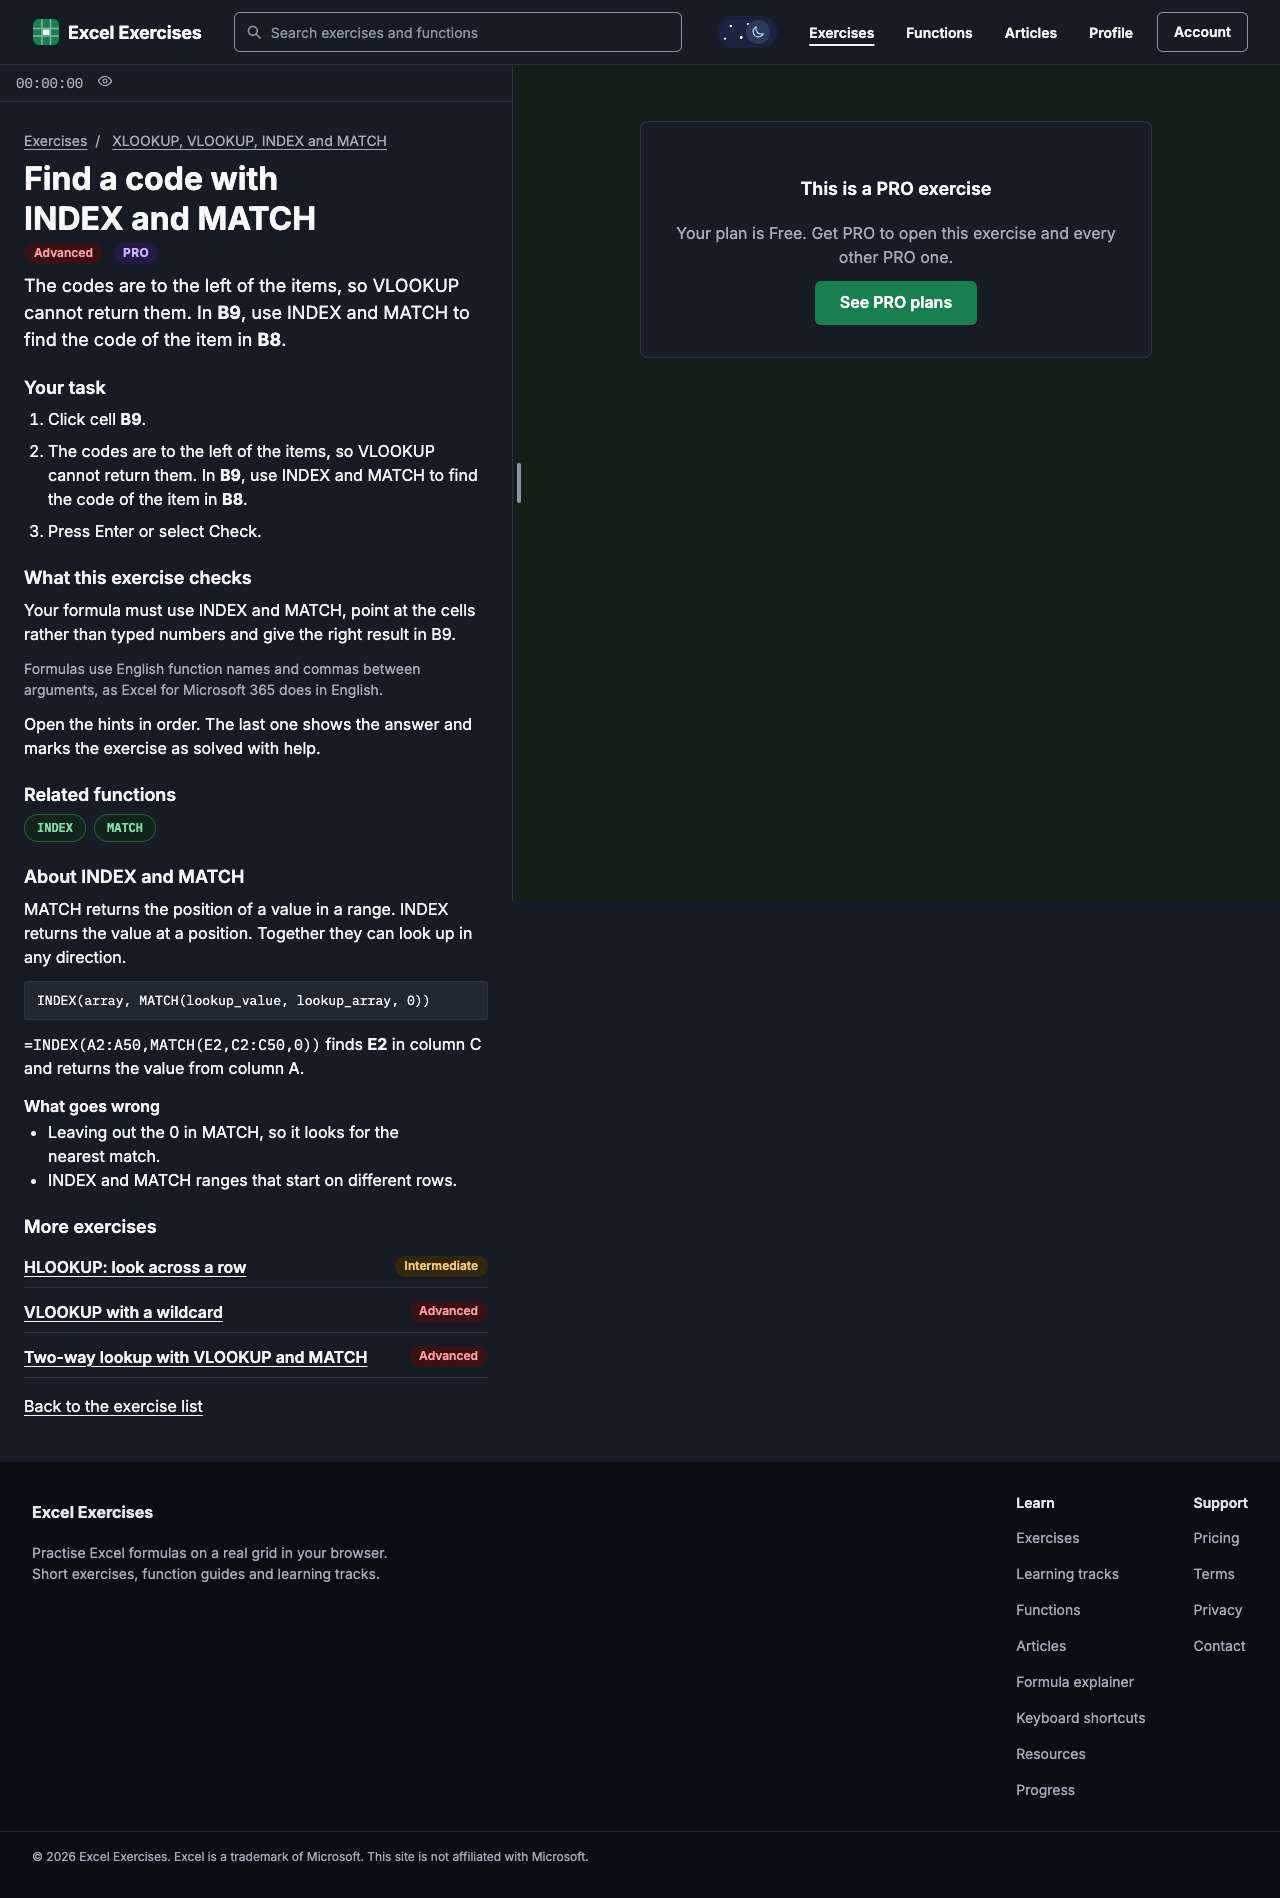 Excel Exercises
Search exercises and functions
Exercises
Functions
Articles
Profile
Account
00:00:00
Exercises / XLOOKUP, VLOOKUP, INDEX and MATCH
Find a code with
INDEX and MATCH
Advanced
PRO
The codes are to the left of the items, so VLOOKUP
cannot return them. In B9, use INDEX and MATCH to
find the code of the item in B8.
Your task
1. Click cell B9.
2. The codes are to the left of the items, so VLOOKUP
cannot return them. In B9, use INDEX and MATCH to find
the code of the item in B8.
3. Press Enter or select Check.
What this exercise checks
Your formula must use INDEX and MATCH, point at the cells
rather than typed numbers and give the right result in B9.
Formulas use English function names and commas between
arguments, as Excel for Microsoft 365 does in English.
Open the hints in order. The last one shows the answer and
marks the exercise as solved with help.
Related functions
INDEX
MATCH
About INDEX and MATCH
MATCH returns the position of a value in a range. INDEX
returns the value at a position. Together they can look up in
any direction.
INDEX(array, MATCH(lookup_value, lookup_array, 0))
=INDEX(A2:A50,MATCH(E2,C2:C50,0)) finds E2 in column C
and returns the value from column A.
What goes wrong
• Leaving out the 0 in MATCH, so it looks for the
nearest match.
• INDEX and MATCH ranges that start on different rows.
More exercises
HLOOKUP: look across a row
Intermediate
VLOOKUP with a wildcard
Advanced
Two-way lookup with VLOOKUP and MATCH
Advanced
Back to the exercise list
This is a PRO exercise
Your plan is Free. Get PRO to open this exercise and every
other PRO one.
See PRO plans
Excel Exercises
Practise Excel formulas on a real grid in your browser.
Short exercises, function guides and learning tracks.
Learn
Exercises
Learning tracks
Functions
Articles
Formula explainer
Keyboard shortcuts
Resources
Progress
Support
Pricing
Terms
Privacy
Contact
© 2026 Excel Exercises. Excel is a trademark of Microsoft. This site is not affiliated with Microsoft.